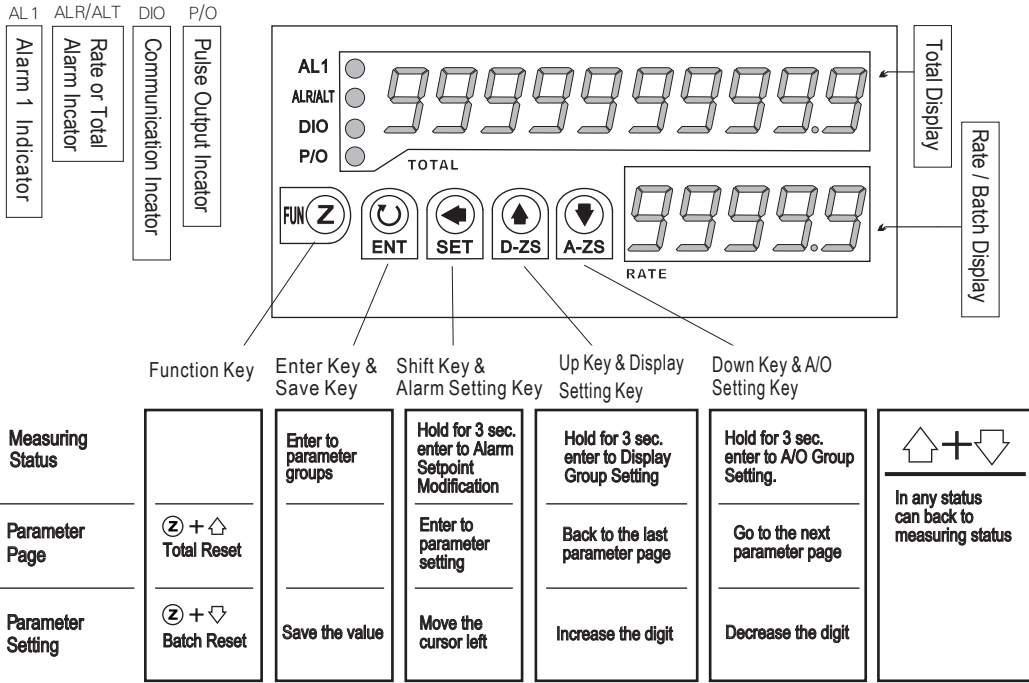 AL1 ALR/ALT DIO P/O
Alarm 1 Indicator
Rate or Total
Alarm Incator
Communication Incator
Pulse Output Incator
AL1
ALR/ALT
DIO
P/O
999999999.9
TOTAL
Total Display
FUN Z
ENT
SET
D-ZS
A-ZS
9999.9
RATE
Rate / Batch Display
Function Key
Enter Key &
Save Key
Shift Key &
Alarm Setting Key
Up Key & Display
Setting Key
Down Key & A/O
Setting Key
Measuring
Status
Enter to
parameter
groups
Hold for 3 sec.
enter to Alarm
Setpoint
Modification
Hold for 3 sec.
enter to Display
Group Setting
Hold for 3 sec.
enter to A/O Group
Setting.
+
In any status
can back to
measuring status
Parameter
Page
Z +
Total Reset
Enter to
parameter
setting
Back to the last
parameter page
Go to the next
parameter page
Parameter
Setting
Z +
Batch Reset
Save the value
Move the
cursor left
Increase the digit
Decrease the digit